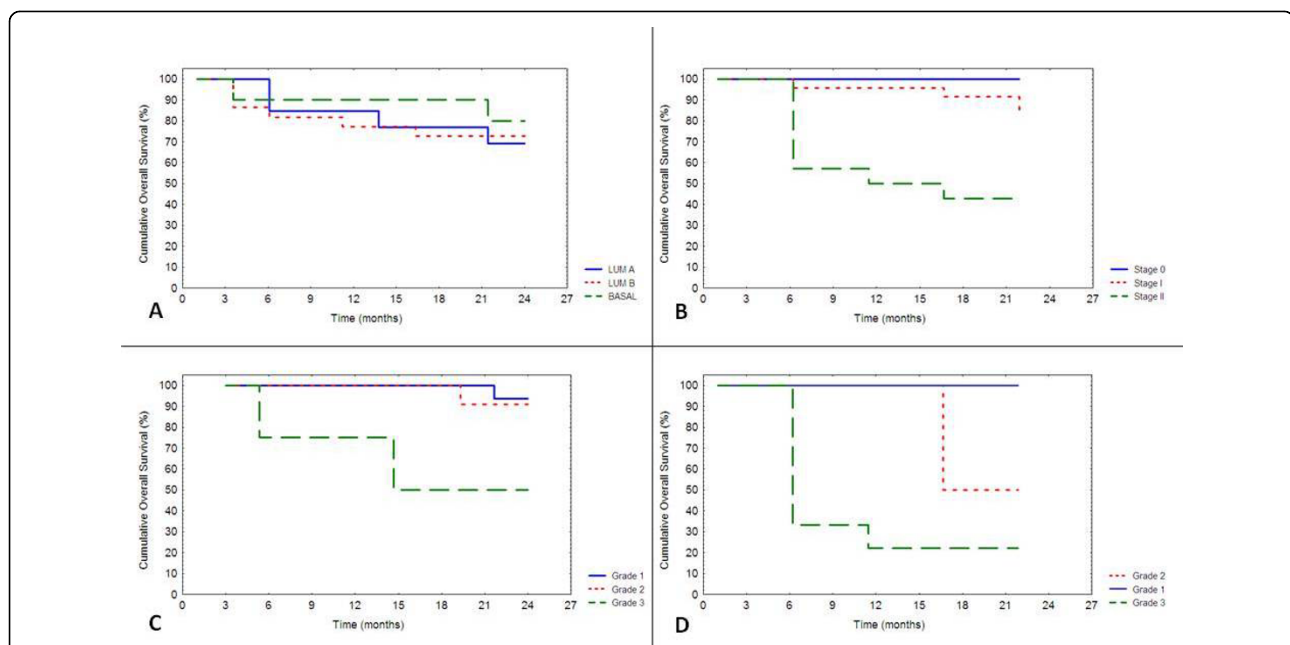 Cumulative Overall Survival (%)
100
90
80
70
60
50
40
30
20
10
0
0 3 6 9 12 15 18 21 24 27
Time (months)
LUM A
LUM B
BASAL
A
Cumulative Overall Survival (%)
100
90
80
70
60
50
40
30
20
10
0
0 3 6 9 12 15 18 21 24 27
Time (months)
Stage 0
Stage I
Stage II
B
Cumulative Overall Survival (%)
100
90
80
70
60
50
40
30
20
10
0
0 3 6 9 12 15 18 21 24 27
Time (months)
Grade 1
Grade 2
Grade 3
C
Cumulative Overall Survival (%)
100
90
80
70
60
50
40
30
20
10
0
0 3 6 9 12 15 18 21 24 27
Time (months)
Grade 2
Grade 1
Grade 3
D